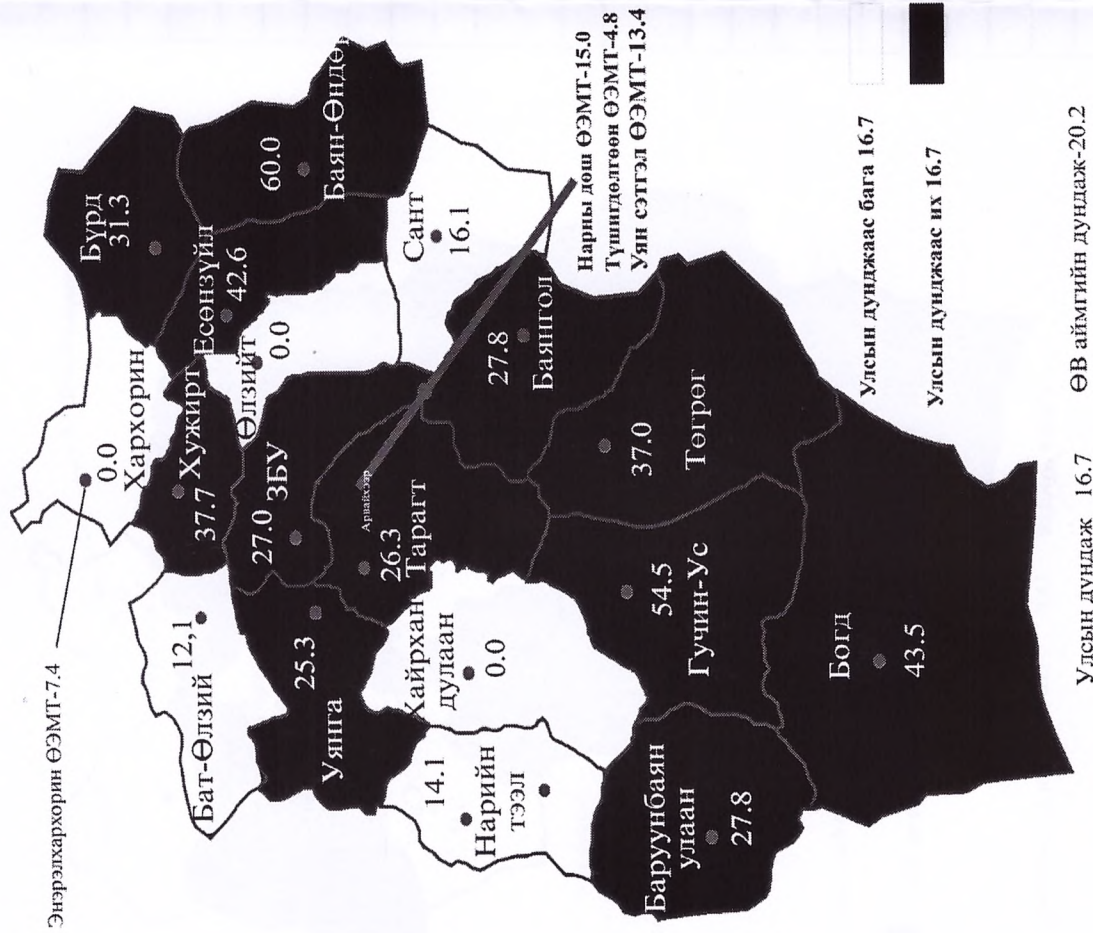 Энэрэлхархорин ӨЭМТ-7.4
0.0
Хархорин
Бүрд
31.3
Бат-Өлзий
12,1
Хужирт
37.7
Есөнзүйл
42.6
60.0
Баян-Өндөр
Өлзийт
0.0
ЗБУ
27.0
Уянга
25.3
Сант
16.1
Арвайхээр
26.3
Тарагт
Хайрхан
дулаан
0.0
14.1
Нарийн
тээл
27.8
Баянгол
Нарны дош ӨЭМТ-15.0
Түшигдөлгөөн ӨЭМТ-4.8
Уян сэтгэл ӨЭМТ-13.4
37.0
Төгрөг
54.5
Гучин-Ус
Баруунбаян
улаан
27.8
Богд
43.5
Улсын дунджаас бага 16.7
Улсын дунджаас их 16.7
Улсын дундаж 16.7
ӨВ аймгийн дундаж-20.2